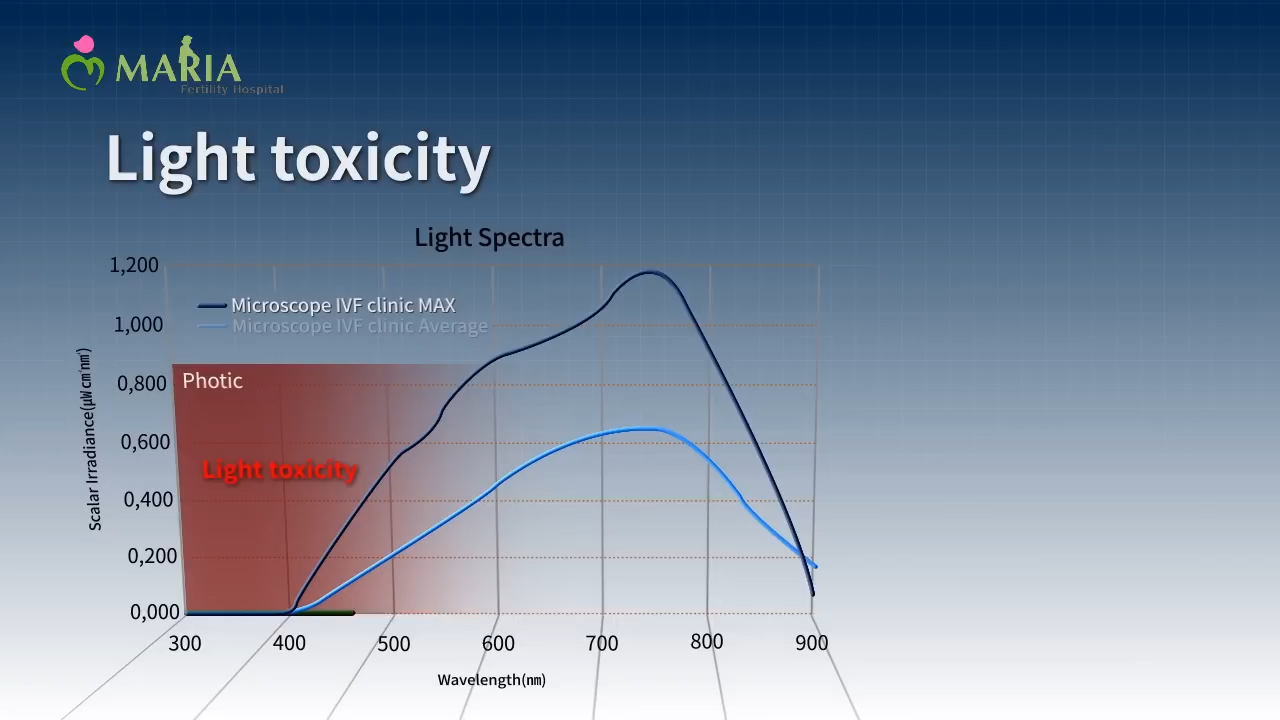 MARIA
Fertility Hospital
Light toxicity
Light Spectra
1,200
1,000
0,800
0,600
0,400
0,200
0,000
Microscope IVF clinic MAX
Microscope IVF clinic Average
Photic
Light toxicity
Scalar Irradiance
300 400 500 600 700 800 900
Wavelength(nm)